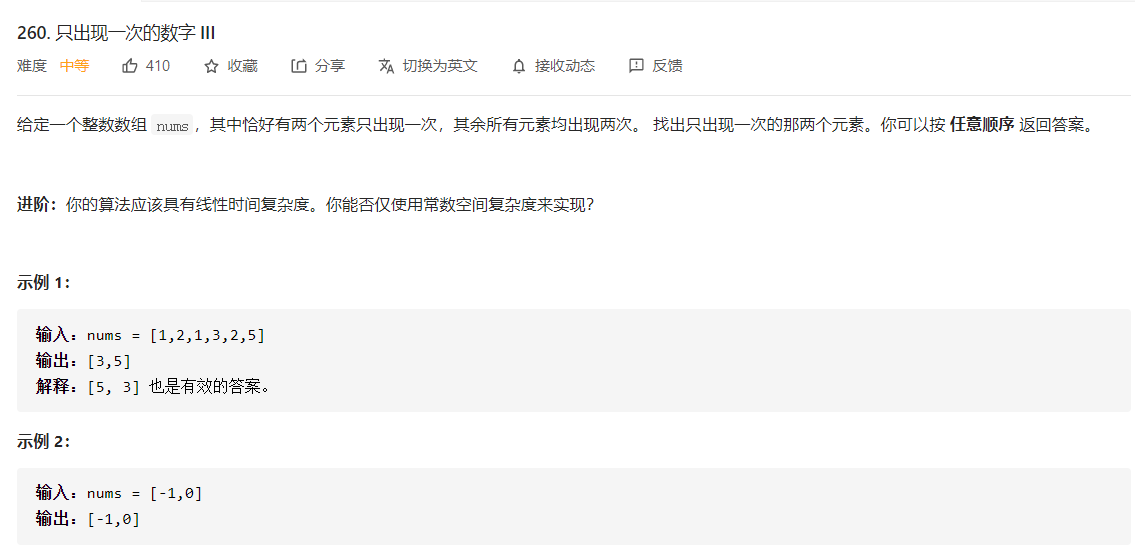 260. 只出现一次的数字 III
难度 中等 410 收藏 分享 切换为英文 接收动态 反馈
给定一个整数数组 nums，其中恰好有两个元素只出现一次，其余所有元素均出现两次。 找出只出现一次的那两个元素。你可以按 任意顺序 返回答案。
进阶：你的算法应该具有线性时间复杂度。你能否仅使用常数空间复杂度来实现？
示例 1：
输入：nums = [1,2,1,3,2,5]
输出：[3,5]
解释：[5, 3] 也是有效的答案。
示例 2：
输入：nums = [-1,0]
输出：[-1,0]